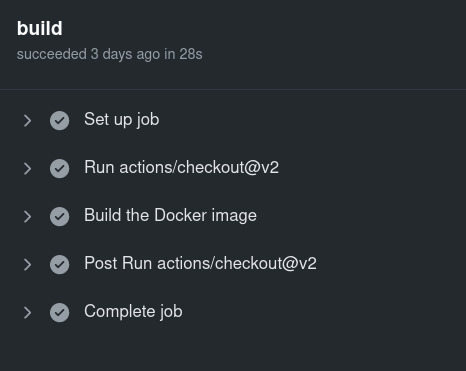 build
succeeded 3 days ago in 28s
Set up job
Run actions/checkout@v2
Build the Docker image
Post Run actions/checkout@v2
Complete job